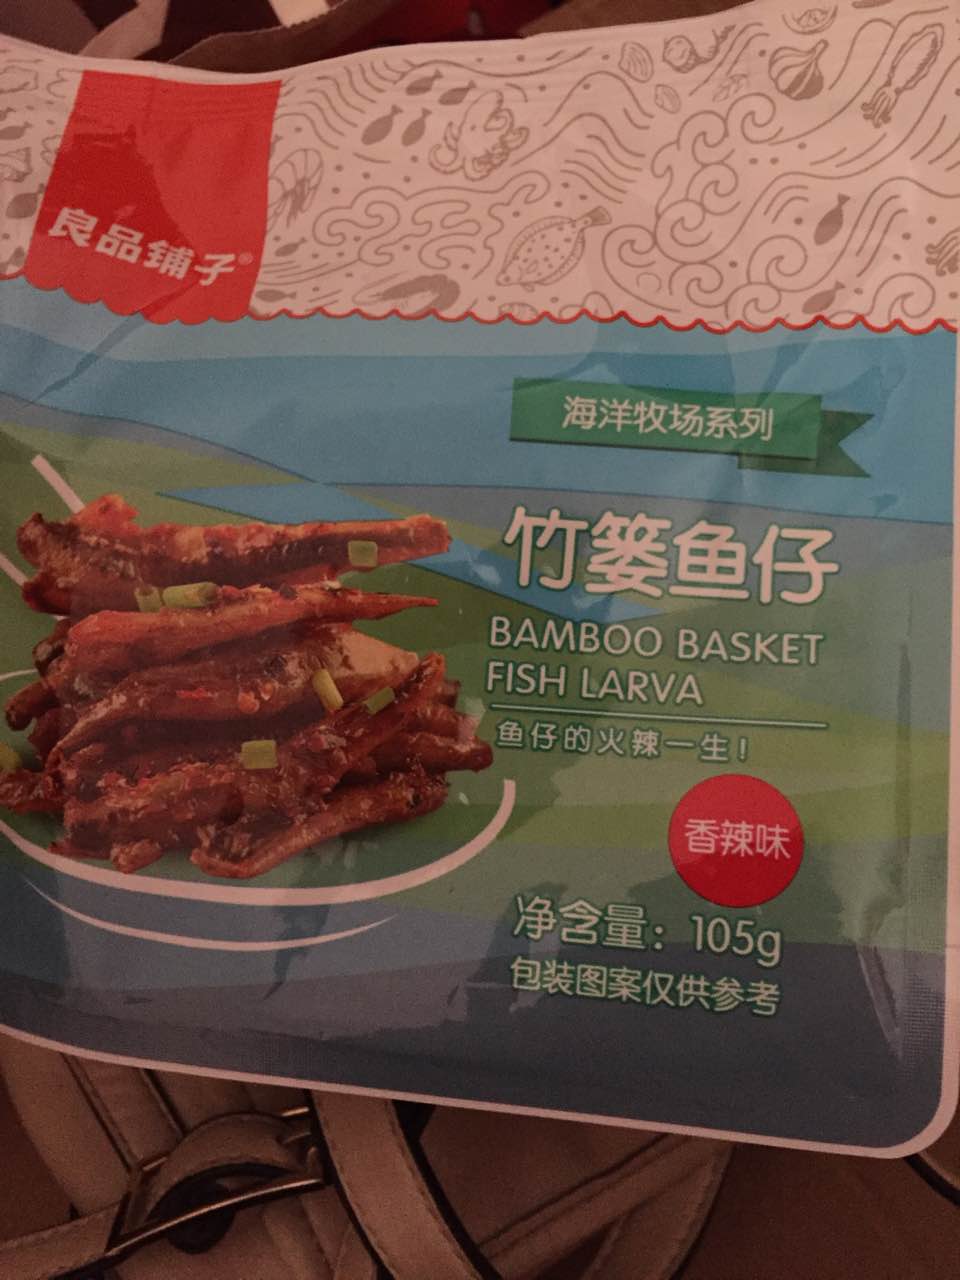 良品铺子®
海洋牧场系列
竹篓鱼仔
BAMBOO BASKET
FISH LARVA
鱼仔的火辣一生！
香辣味
净含量：105g
包装图案仅供参考